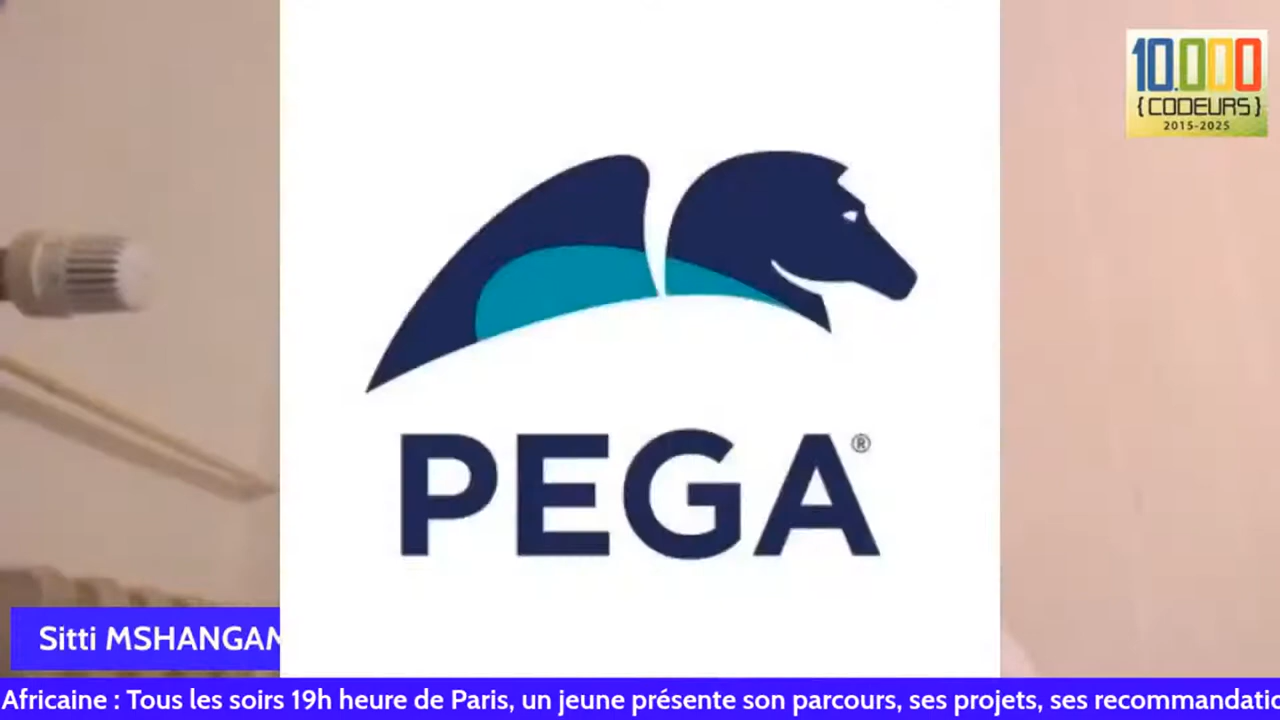 10.000
{CODEURS}
2015-2025
PEGA®
Sitti
Africaine : Tous les soirs 19h heure de Paris, un jeune présente son parcours, ses projets, ses